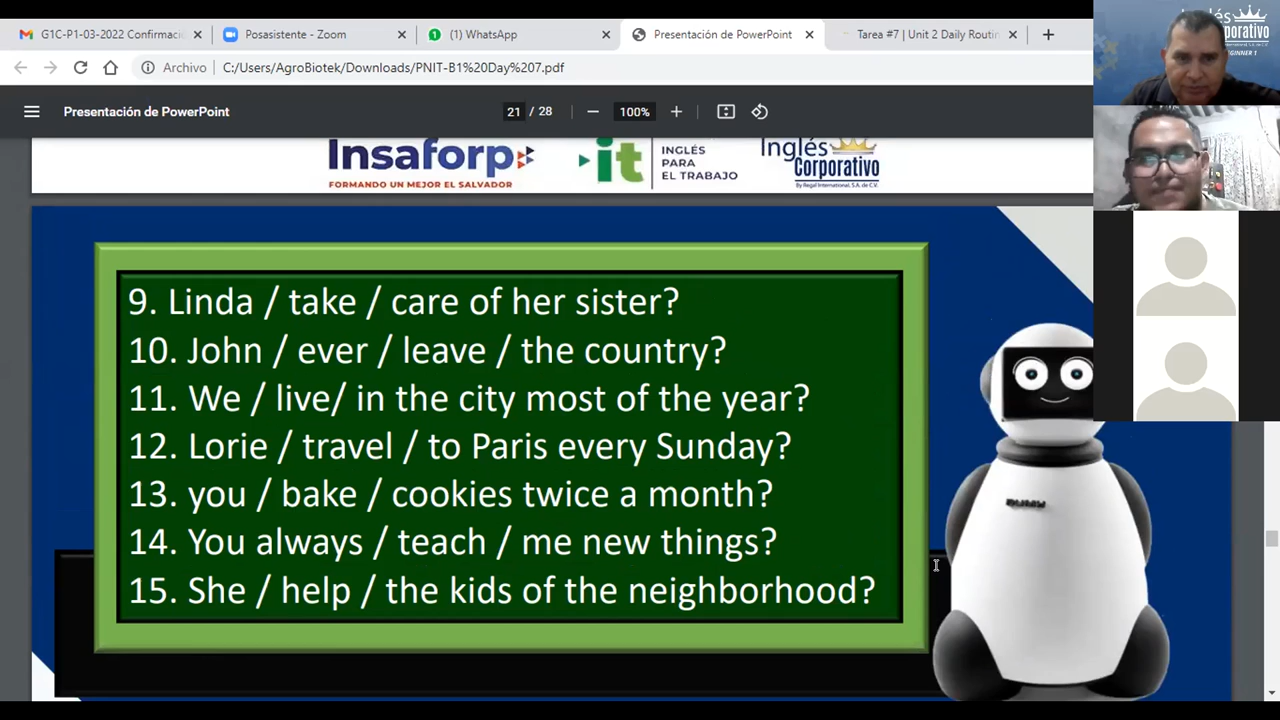 G1C-P1-03-2022 Confirmaci
Posasistente - Zoom
(1) WhatsApp
Presentación de PowerPoint
Tarea #7 | Unit 2 Daily Routin
Archivo
C:/Users/AgroBiotek/Downloads/PNIT-B1%20Day%207.pdf
Presentación de PowerPoint
21 / 28
100%
Insaforp
FORMANDO UN MEJOR EL SALVADOR
it
INGLÉS
PARA
EL TRABAJO
Inglés
Corporativo
By Regal International, S.A. de C.V.
9. Linda / take / care of her sister?
10. John / ever / leave / the country?
11. We / live/ in the city most of the year?
12. Lorie / travel / to Paris every Sunday?
13. you / bake / cookies twice a month?
14. You always / teach / me new things?
15. She / help / the kids of the neighborhood?